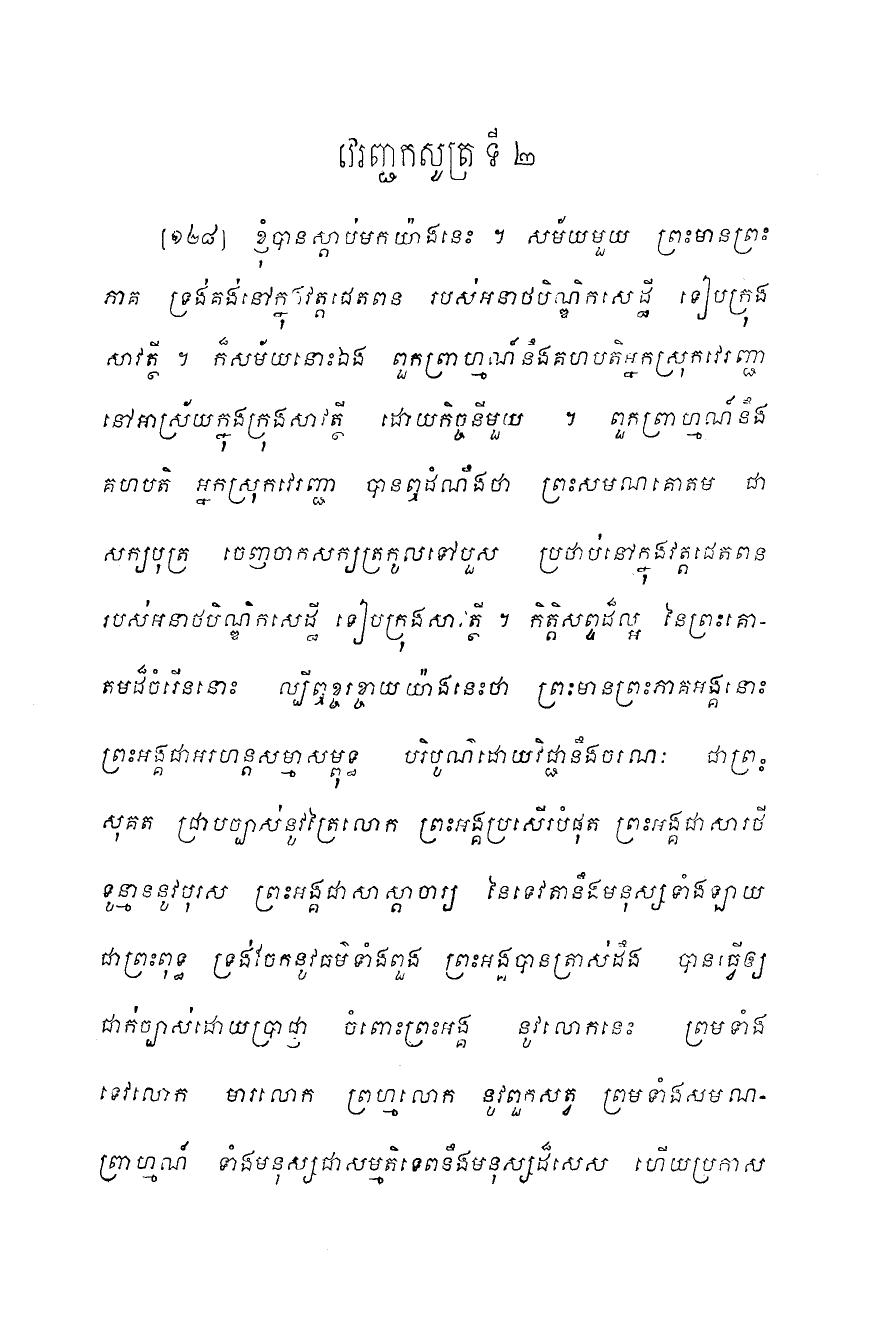 វេរញ្ជកសូត្រ ទី ២
[១២៨] ខ្ញុំបានស្តាប់មកយ៉ាងនេះ ។ សម័យមួយ ព្រះមានព្រះ
ភាគ ទ្រង់គង់នៅក្នុងវត្តជេតពន របស់អនាថបិណ្ឌិកសេដ្ឋី ទៀបក្រុង
សាវត្ថី ។ ក៏សម័យនោះឯង ពួកព្រាហ្មណ៍នឹងគហបតិអ្នកស្រុកវេរញ្ជា
នៅអាស្រ័យក្នុងក្រុងសាវត្ថី ដោយកិច្ចនីមួយ ។ ពួកព្រាហ្មណ៍នឹង
គហបតិ អ្នកស្រុកវេរញ្ជា បានឮដំណឹងថា ព្រះសមណគោតម ជា
សក្យបុត្រ ចេញចាកសក្យត្រកូលទៅបួស ប្រថាប់នៅក្នុងវត្តជេតពន
របស់អនាថបិណ្ឌិកសេដ្ឋី ទៀបក្រុងសាវត្ថី ។ កិត្តិសព្ទដ៏ល្អ នៃព្រះគោ-
តមដ៏ចំរើននោះ ល្បីឮខ្ចរខ្ចាយយ៉ាងនេះថា ព្រះមានព្រះភាគអង្គនោះ
ព្រះអង្គជាអរហន្តសម្មាសម្ពុទ្ធ បរិបូណ៌ដោយវិជ្ជានឹងចរណៈ ជាព្រះ
សុគត ជ្រាបច្បាស់នូវត្រៃលោក ព្រះអង្គប្រសើរបំផុត ព្រះអង្គជាសារថី
ទូន្មាននូវបុរស ព្រះអង្គជាសាស្តាចារ្យ នៃទេវតានឹងមនុស្សទាំងឡាយ
ជាព្រះពុទ្ធ ទ្រង់ចែកនូវធម៌ទាំងពួង ព្រះអង្គបានត្រាស់ដឹង បានធ្វើឲ្យ
ជាក់ច្បាស់ដោយប្រាជ្ញា ចំពោះព្រះអង្គ នូវលោកនេះ ព្រមទាំង
ទេវលោក មារលោក ព្រហ្មលោក នូវពួកសត្វ ព្រមទាំងសមណ-
ព្រាហ្មណ៍ ទាំងមនុស្សជាសម្មតិទេពនឹងមនុស្សដ៏សេស ហើយប្រកាស